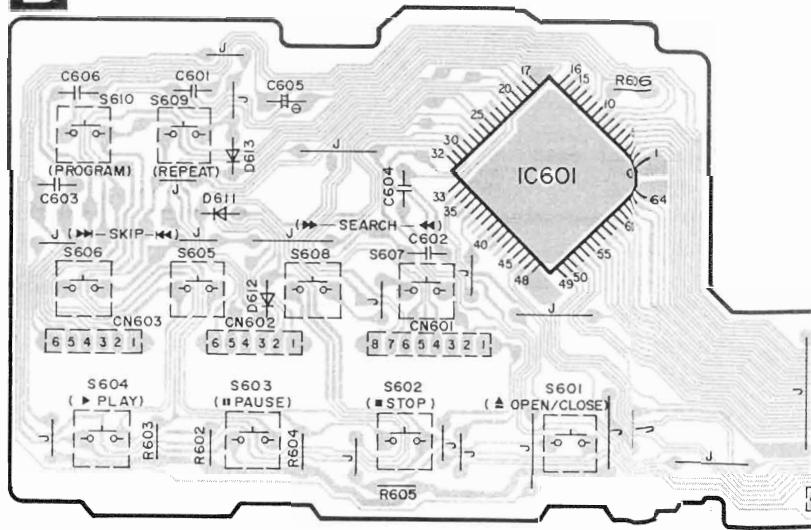 J
17 16
20 15
C606 C601 C605 10 R606
S610 S609 J
25
D613
30 J
32 1
(PROGRAM) (REPEAT) IC601
C603 J C604 64
33
D611 35 61
J (▶▶I — SKIP — I◀◀) J J (▶▶ — SEARCH — ◀◀) 40 55
C602
S606 S605 S608 S607 45 50
48 49
J J
D612
CN603 CN602 CN601 J
6 5 4 3 2 1 6 5 4 3 2 1 8 7 6 5 4 3 2 1 J
S604 S603 S602 S601
(▶ PLAY) (II PAUSE) (■ STOP) (⏏ OPEN/CLOSE)
J R603 R602 R604 J J J J J J J
R605